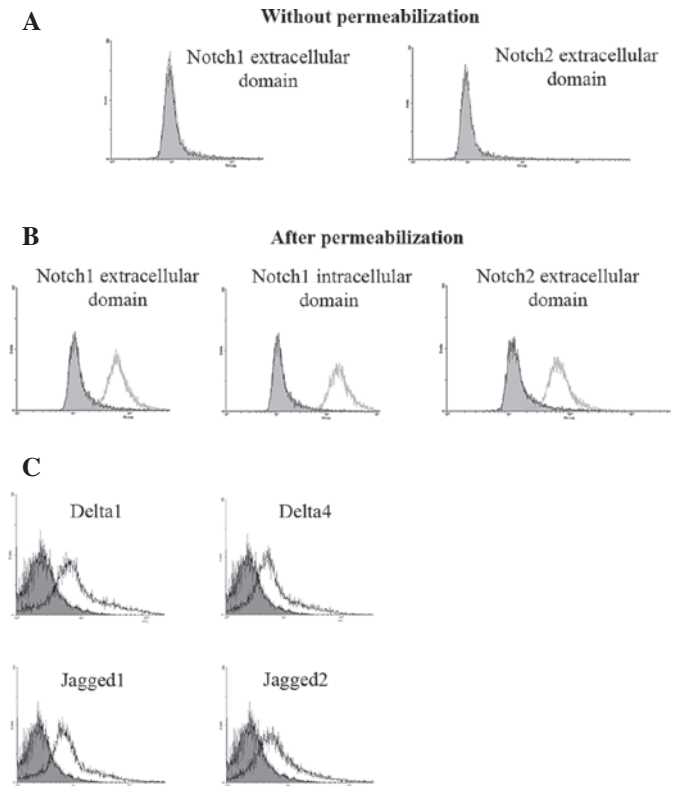 A
Without permeabilization
Notch1 extracellular
domain
Notch2 extracellular
domain
B
After permeabilization
Notch1 extracellular
domain
Notch1 intracellular
domain
Notch2 extracellular
domain
C
Delta1
Delta4
Jagged1
Jagged2